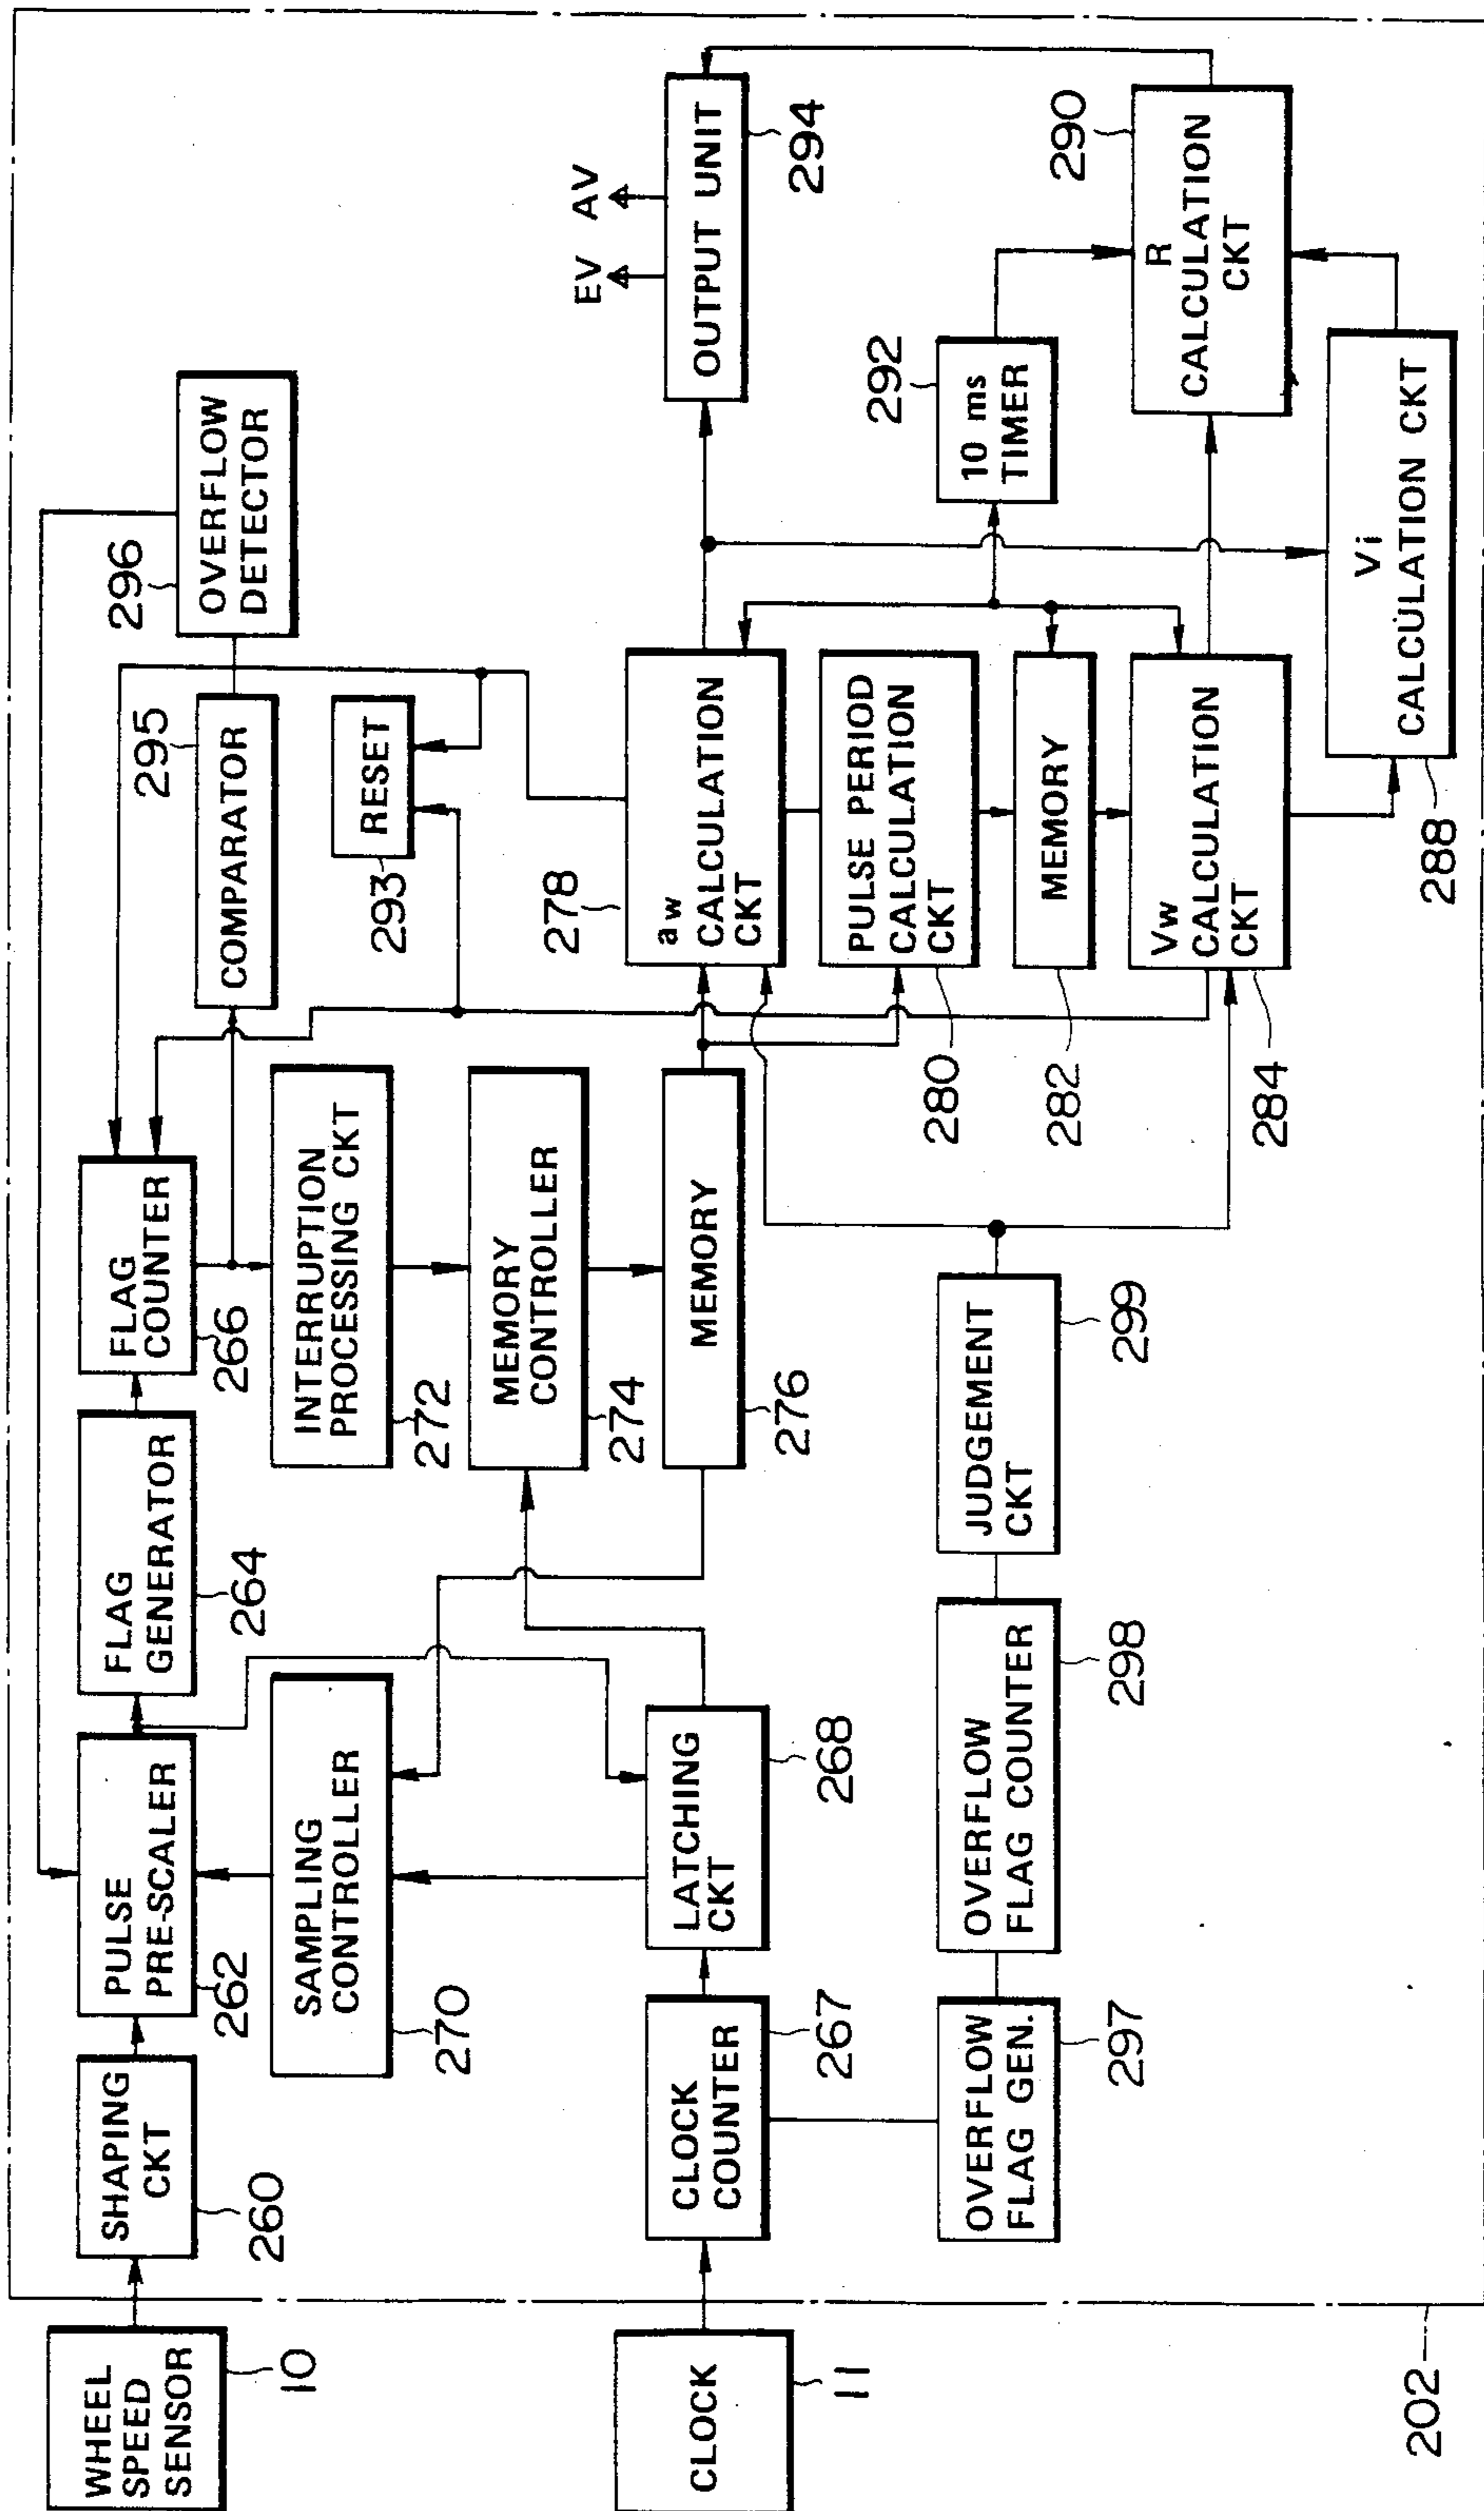 WHEEL
SPEED
SENSOR
10
SHAPING
CKT
260
PULSE
PRE-SCALER
262
FLAG
GENERATOR
264
FLAG
COUNTER
266
COMPARATOR
295
OVERFLOW
DETECTOR
296
SAMPLING
CONTROLLER
270
INTERRUPTION
PROCESSING CKT
272
RESET
293
MEMORY
CONTROLLER
274
CLOCK
11
CLOCK
COUNTER
267
LATCHING
CKT
268
MEMORY
276
aw
CALCULATION
CKT
278
OUTPUT UNIT
294
EV
AV
PULSE PERIOD
CALCULATION
CKT
280
MEMORY
282
OVERFLOW
FLAG GEN.
297
OVERFLOW
FLAG COUNTER
298
JUDGEMENT
CKT
299
10 ms
TIMER
292
Vw
CALCULATION
CKT
284
R
CALCULATION
CKT
290
Vi
CALCULATION CKT
288
202